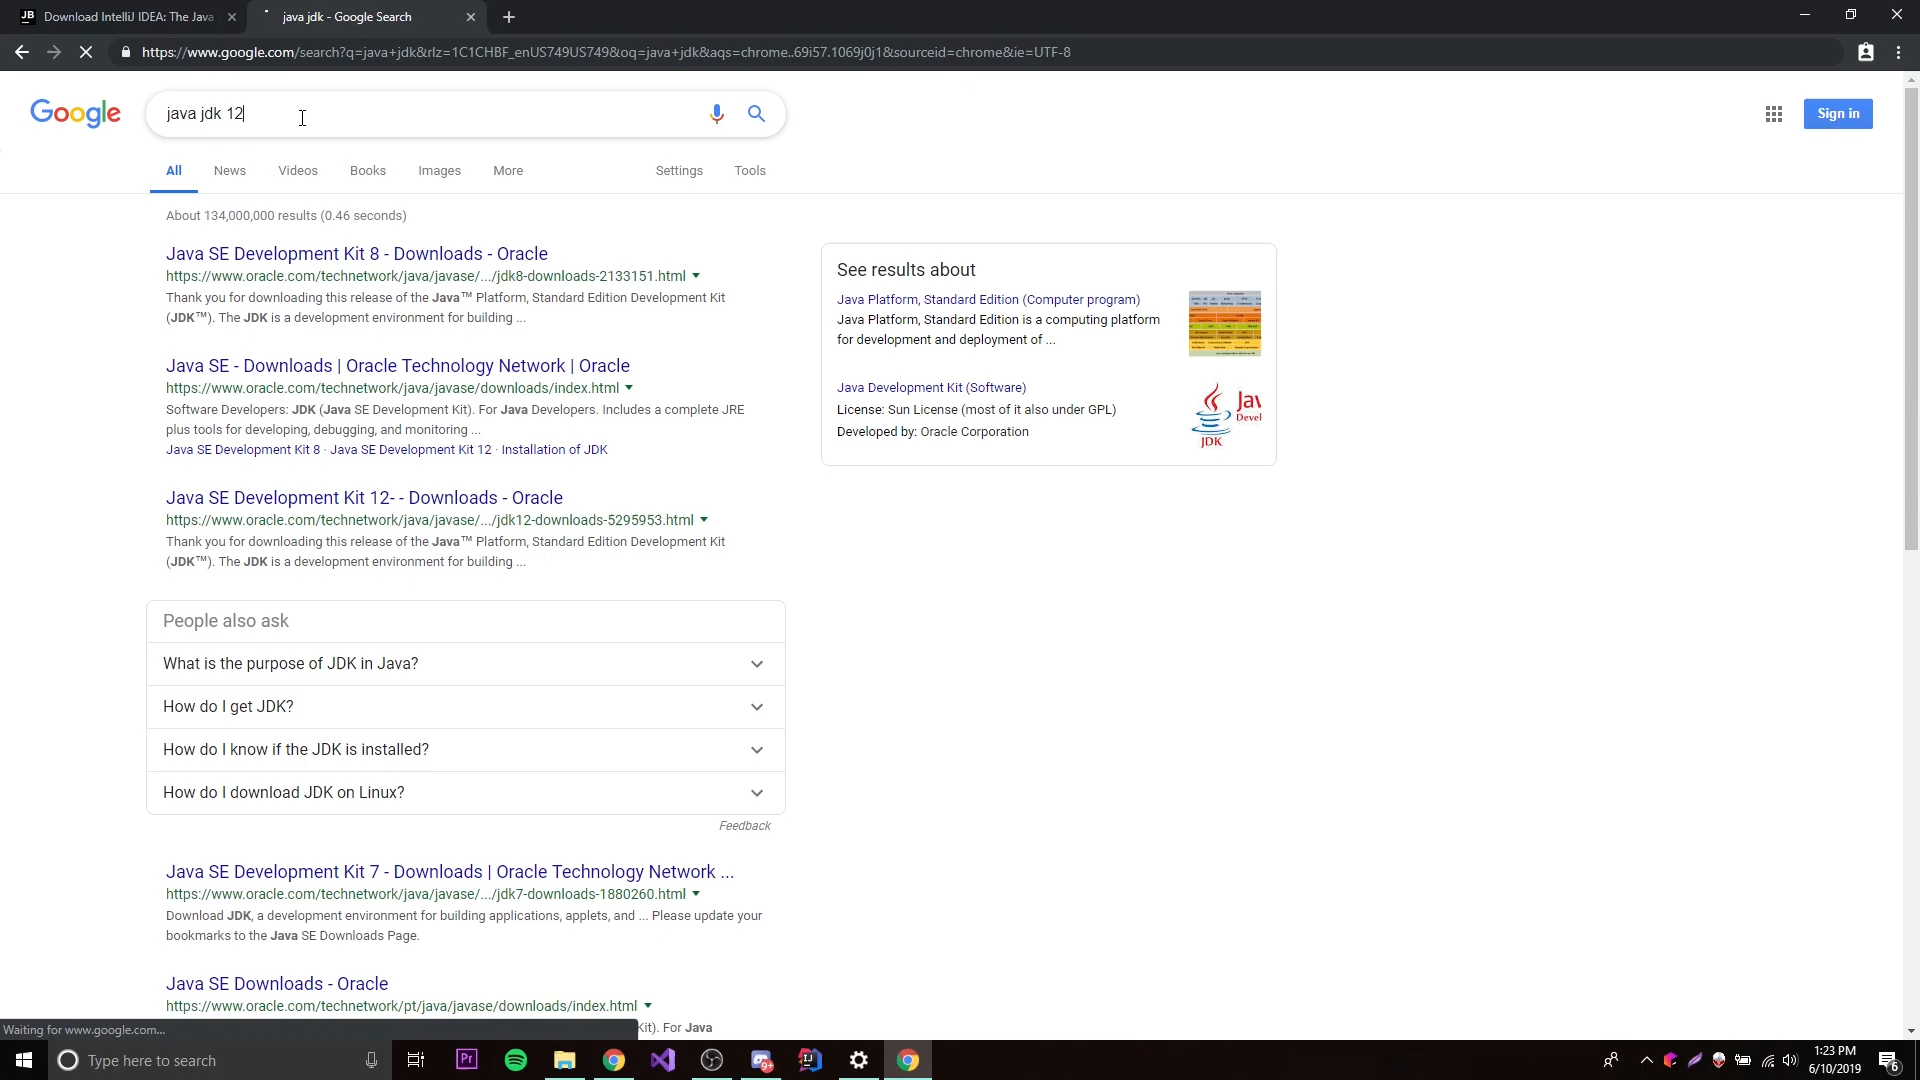 JB Download IntelliJ IDEA: The Java
java jdk - Google Search
https://www.google.com/search?q=java+jdk&rlz=1C1CHBF_enUS749US749&oq=java+jdk&aqs=chrome..69i57.1069j0j1&sourceid=chrome&ie=UTF-8
Google
java jdk 12
Sign in
All News Videos Books Images More Settings Tools
About 134,000,000 results (0.46 seconds)
Java SE Development Kit 8 - Downloads - Oracle
https://www.oracle.com/technetwork/java/javase/.../jdk8-downloads-2133151.html
Thank you for downloading this release of the Java™ Platform, Standard Edition Development Kit
(JDK™). The JDK is a development environment for building ...
Java SE - Downloads | Oracle Technology Network | Oracle
https://www.oracle.com/technetwork/java/javase/downloads/index.html
Software Developers: JDK (Java SE Development Kit). For Java Developers. Includes a complete JRE
plus tools for developing, debugging, and monitoring ...
Java SE Development Kit 8 · Java SE Development Kit 12 · Installation of JDK
Java SE Development Kit 12- - Downloads - Oracle
https://www.oracle.com/technetwork/java/javase/.../jdk12-downloads-5295953.html
Thank you for downloading this release of the Java™ Platform, Standard Edition Development Kit
(JDK™). The JDK is a development environment for building ...
People also ask
What is the purpose of JDK in Java?
How do I get JDK?
How do I know if the JDK is installed?
How do I download JDK on Linux?
Feedback
Java SE Development Kit 7 - Downloads | Oracle Technology Network ...
https://www.oracle.com/technetwork/java/javase/.../jdk7-downloads-1880260.html
Download JDK, a development environment for building applications, applets, and ... Please update your
bookmarks to the Java SE Downloads Page.
Java SE Downloads - Oracle
https://www.oracle.com/technetwork/pt/java/javase/downloads/index.html
Kit). For Java
See results about
Java Platform, Standard Edition (Computer program)
Java Platform, Standard Edition is a computing platform
for development and deployment of ...
Java Development Kit (Software)
License: Sun License (most of it also under GPL)
Developed by: Oracle Corporation
Jav
Devel
JDK
Waiting for www.google.com...
Type here to search
Pr
9+
IJ
1:23 PM
6/10/2019
6